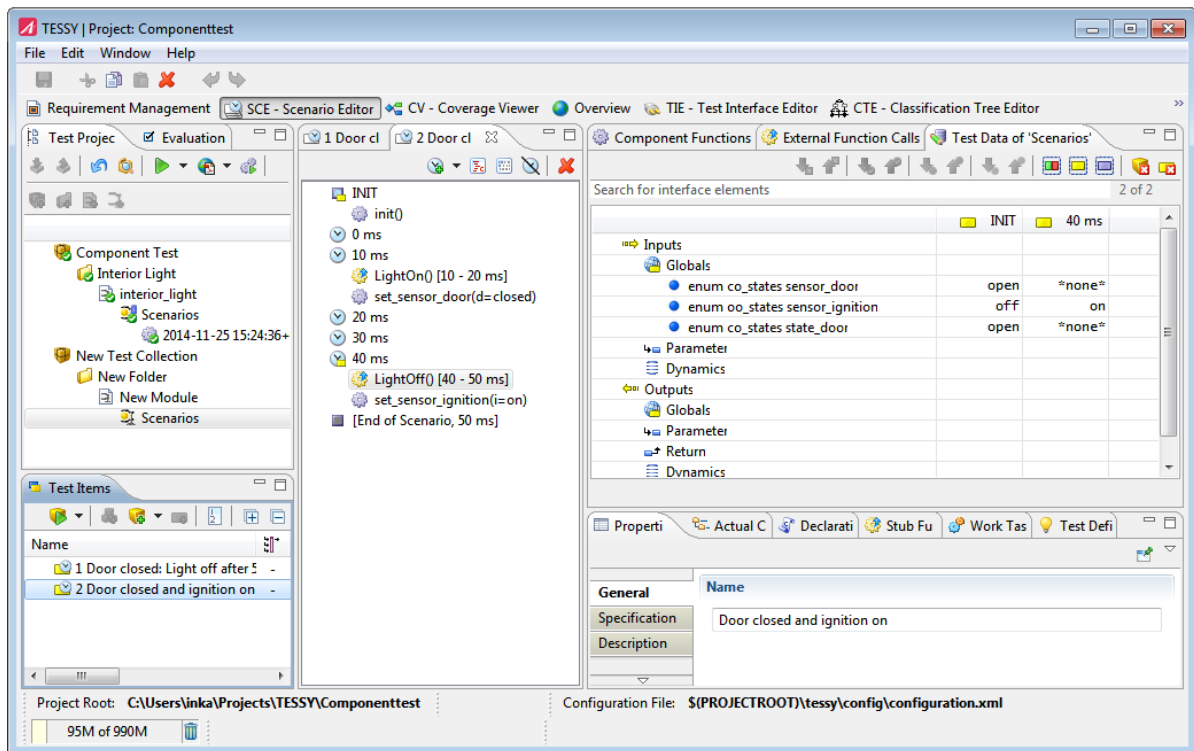 TESSY | Project: Componenttest
File Edit Window Help
Requirement Management SCE - Scenario Editor CV - Coverage Viewer Overview TIE - Test Interface Editor CTE - Classification Tree Editor »
Test Projec Evaluation
Component Test
Interior Light
interior_light
Scenarios
2014-11-25 15:24:36+
New Test Collection
New Folder
New Module
Scenarios
Test Items
Name
1 Door closed: Light off after 5 -
2 Door closed and ignition on -
1 Door cl 2 Door cl
INIT
init()
0 ms
10 ms
LightOn() [10 - 20 ms]
set_sensor_door(d=closed)
20 ms
30 ms
40 ms
LightOff() [40 - 50 ms]
set_sensor_ignition(i=on)
[End of Scenario, 50 ms]
Component Functions External Function Calls Test Data of 'Scenarios'
Search for interface elements 2 of 2
INIT 40 ms
Inputs
Globals
enum co_states sensor_door open *none*
enum oo_states sensor_ignition off on
enum co_states state_door open *none*
Parameter
Dynamics
Outputs
Globals
Parameter
Return
Dynamics
Properti Actual C Declarati Stub Fu Work Tas Test Defi
General
Specification
Description
Name
Door closed and ignition on
Project Root: C:\Users\inka\Projects\TESSY\Componenttest Configuration File: $(PROJECTROOT)\tessy\config\configuration.xml
95M of 990M